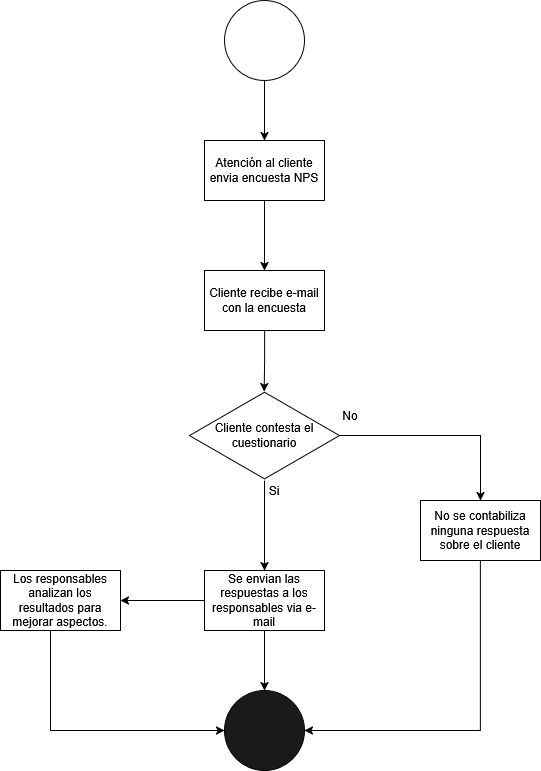 Atención al cliente
envia encuesta NPS
Cliente recibe e-mail
con la encuesta
Cliente contesta el
cuestionario
No
Si
No se contabiliza
ninguna respuesta
sobre el cliente
Los responsables
analizan los
resultados para
mejorar aspectos.
Se envian las
respuestas a los
responsables via e-
mail